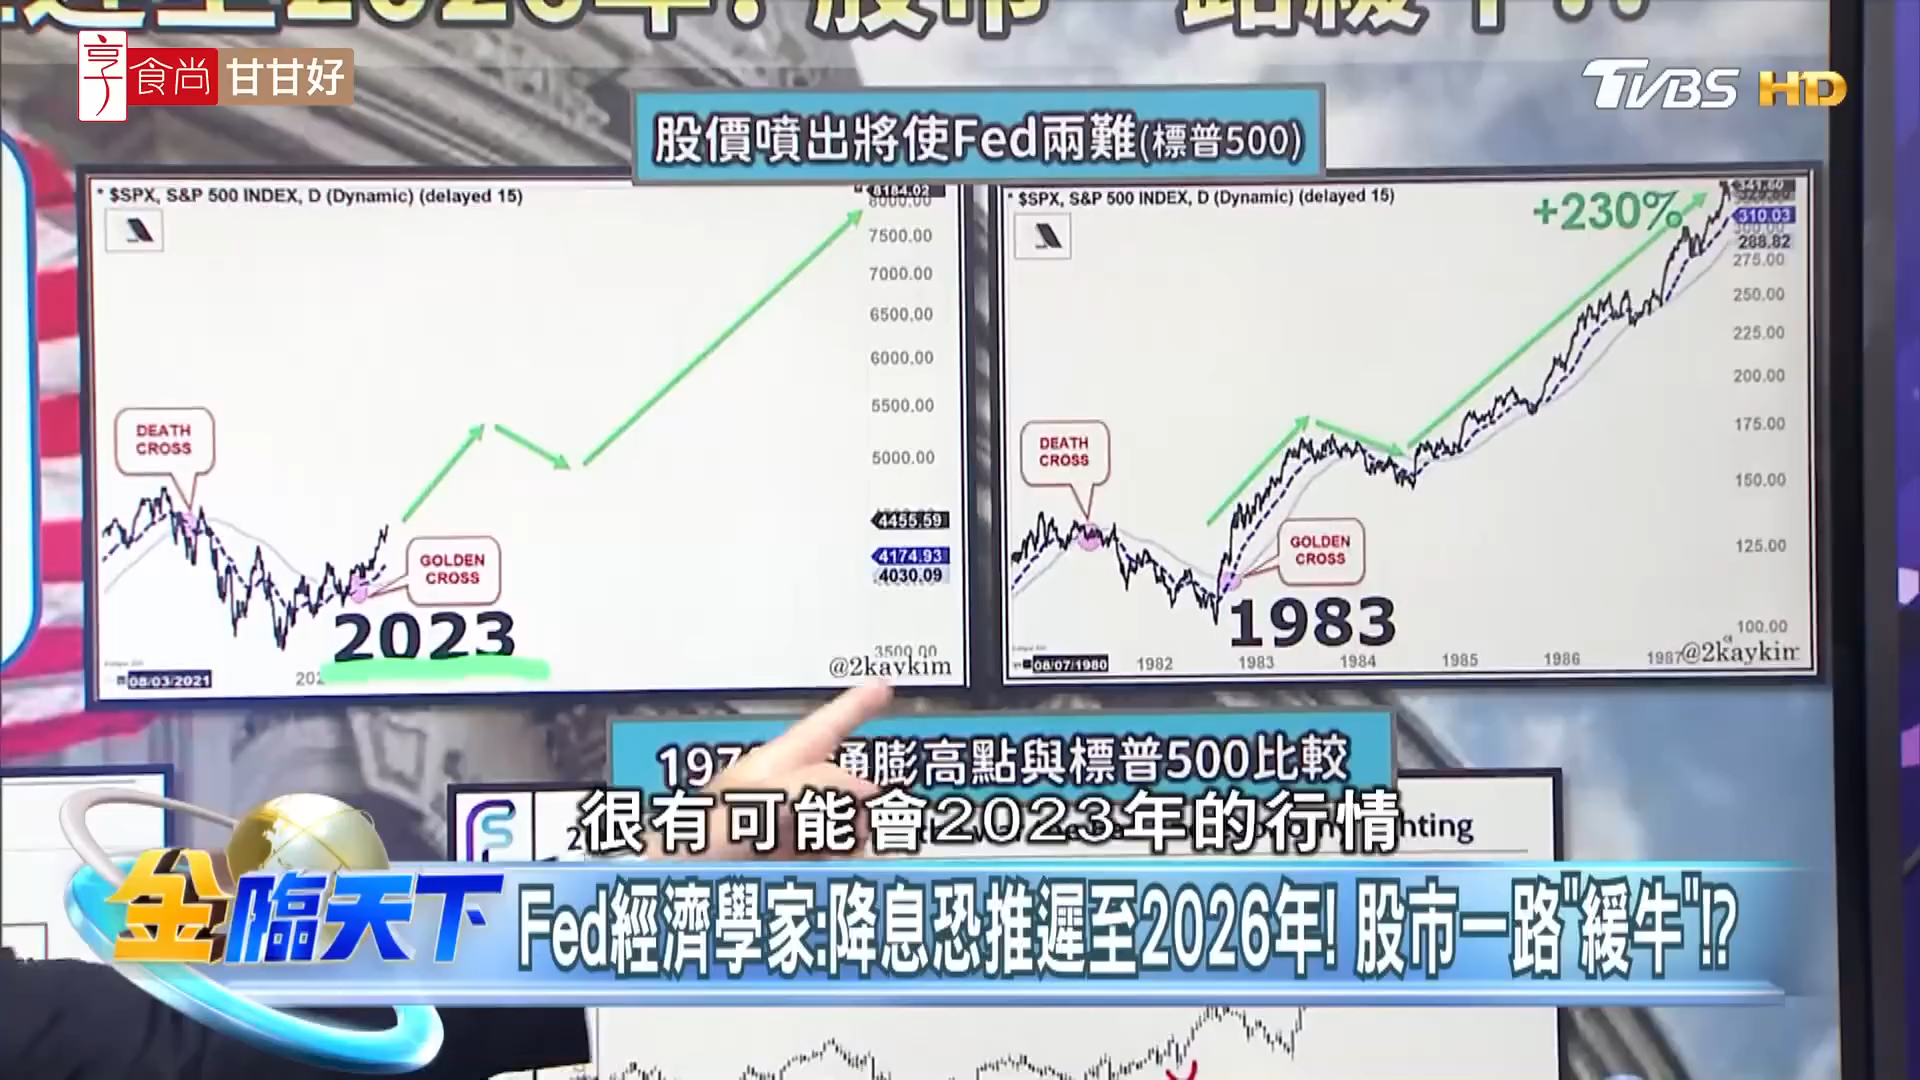 享食尚 甘甘好
TVBS HD
股價噴出將使Fed兩難(標普500)
* $SPX, S&P 500 INDEX, D (Dynamic) (delayed 15)
8184.02
8000.00
7500.00
7000.00
6500.00
6000.00
5500.00
5000.00
4455.59
4174.93
4030.09
3500.00
DEATH
CROSS
GOLDEN
CROSS
2023
@2kaykim
08/03/2021
* $SPX, S&P 500 INDEX, D (Dynamic) (delayed 15)
+230%
341.60
310.03
300.00
288.82
275.00
250.00
225.00
200.00
175.00
150.00
125.00
100.00
DEATH
CROSS
GOLDEN
CROSS
1983
@2kaykim
08/07/1980
1982
1983
1984
1985
1986
1987
通膨高點與標普500比較
很有可能會2023年的行情
金臨天下
Fed經濟學家:降息恐推遲至2026年! 股市一路"緩牛"!?